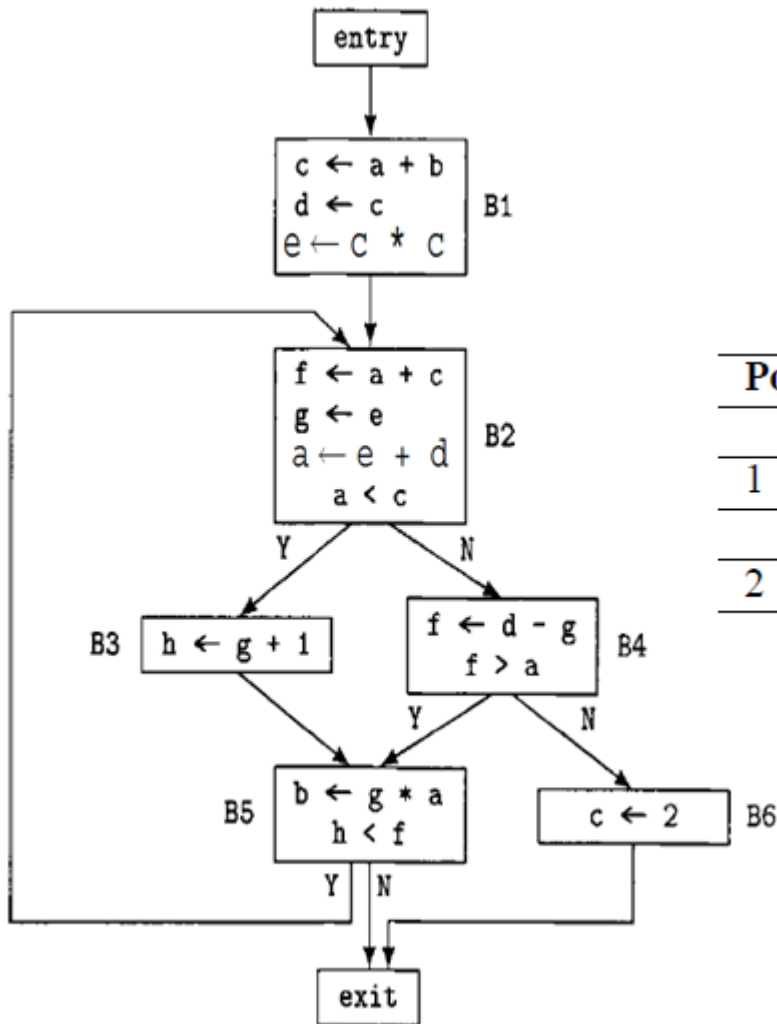 entry
c ← a + b
d ← c
e ← c * c
B1
f ← a + c
g ← e
a ← e + d
a < c
B2
Y
N
B3
h ← g + 1
f ← d - g
f > a
B4
Y
N
B5
b ← g * a
h < f
c ← 2
B6
Y
N
exit
1
2